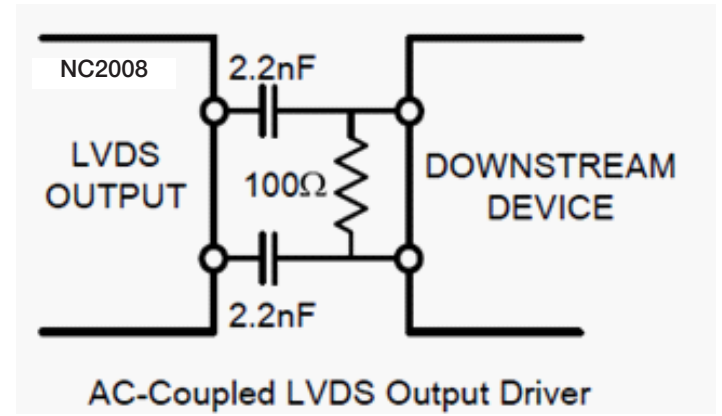 NC2008
2.2nF
LVDS
OUTPUT
100Ω
DOWNSTREAM
DEVICE
2.2nF
AC-Coupled LVDS Output Driver